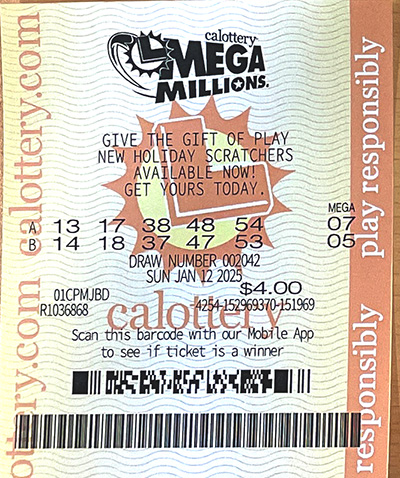 calottery
MEGA
MILLIONS.
GIVE THE GIFT OF PLAY
NEW HOLIDAY SCRATCHERS
AVAILABLE NOW!
GET YOURS TODAY.
MEGA
A 13 17 38 48 54 07
B 14 18 37 47 53 05
DRAW NUMBER 002042
SUN JAN 12 2025
$4.00
01CPMJBD
R1036868
4254-152969370-151969
calottery
Scan this barcode with our Mobile App
to see if ticket is a winner
calottery.com calottery.com
play responsibly
responsibly